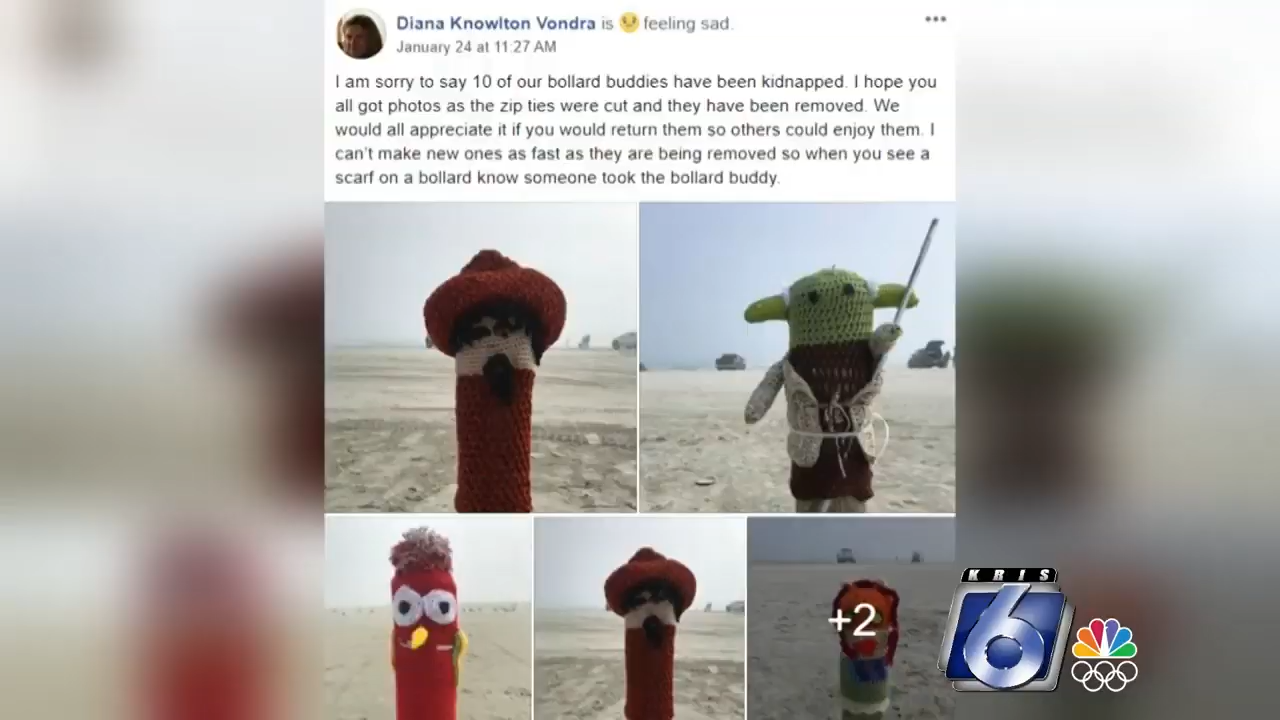 Diana Knowlton Vondra is feeling sad.
January 24 at 11:27 AM
I am sorry to say 10 of our bollard buddies have been kidnapped. I hope you
all got photos as the zip ties were cut and they have been removed. We
would all appreciate it if you would return them so others could enjoy them. I
can't make new ones as fast as they are being removed so when you see a
scarf on a bollard know someone took the bollard buddy.
+2
KRIS
6